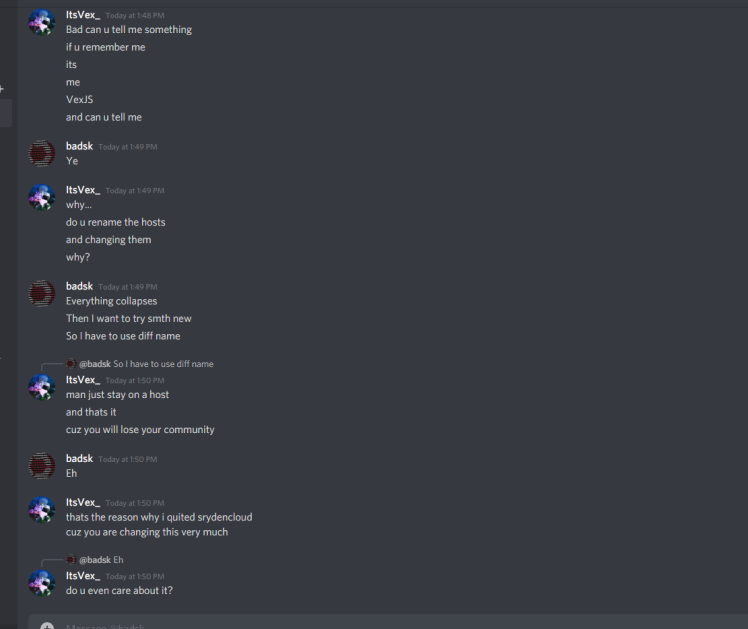 ItsVex_ Today at 1:48 PM
Bad can u tell me something
if u remember me
its
me
VexJS
and can u tell me
badsk Today at 1:49 PM
Ye
ItsVex_ Today at 1:49 PM
why...
do u rename the hosts
and changing them
why?
badsk Today at 1:49 PM
Everything collapses
Then I want to try smth new
So I have to use diff name
@badsk So I have to use diff name
ItsVex_ Today at 1:50 PM
man just stay on a host
and thats it
cuz you will lose your community
badsk Today at 1:50 PM
Eh
ItsVex_ Today at 1:50 PM
thats the reason why i quited srydencloud
cuz you are changing this very much
@badsk Eh
ItsVex_ Today at 1:50 PM
do u even care about it?
Message @badsk